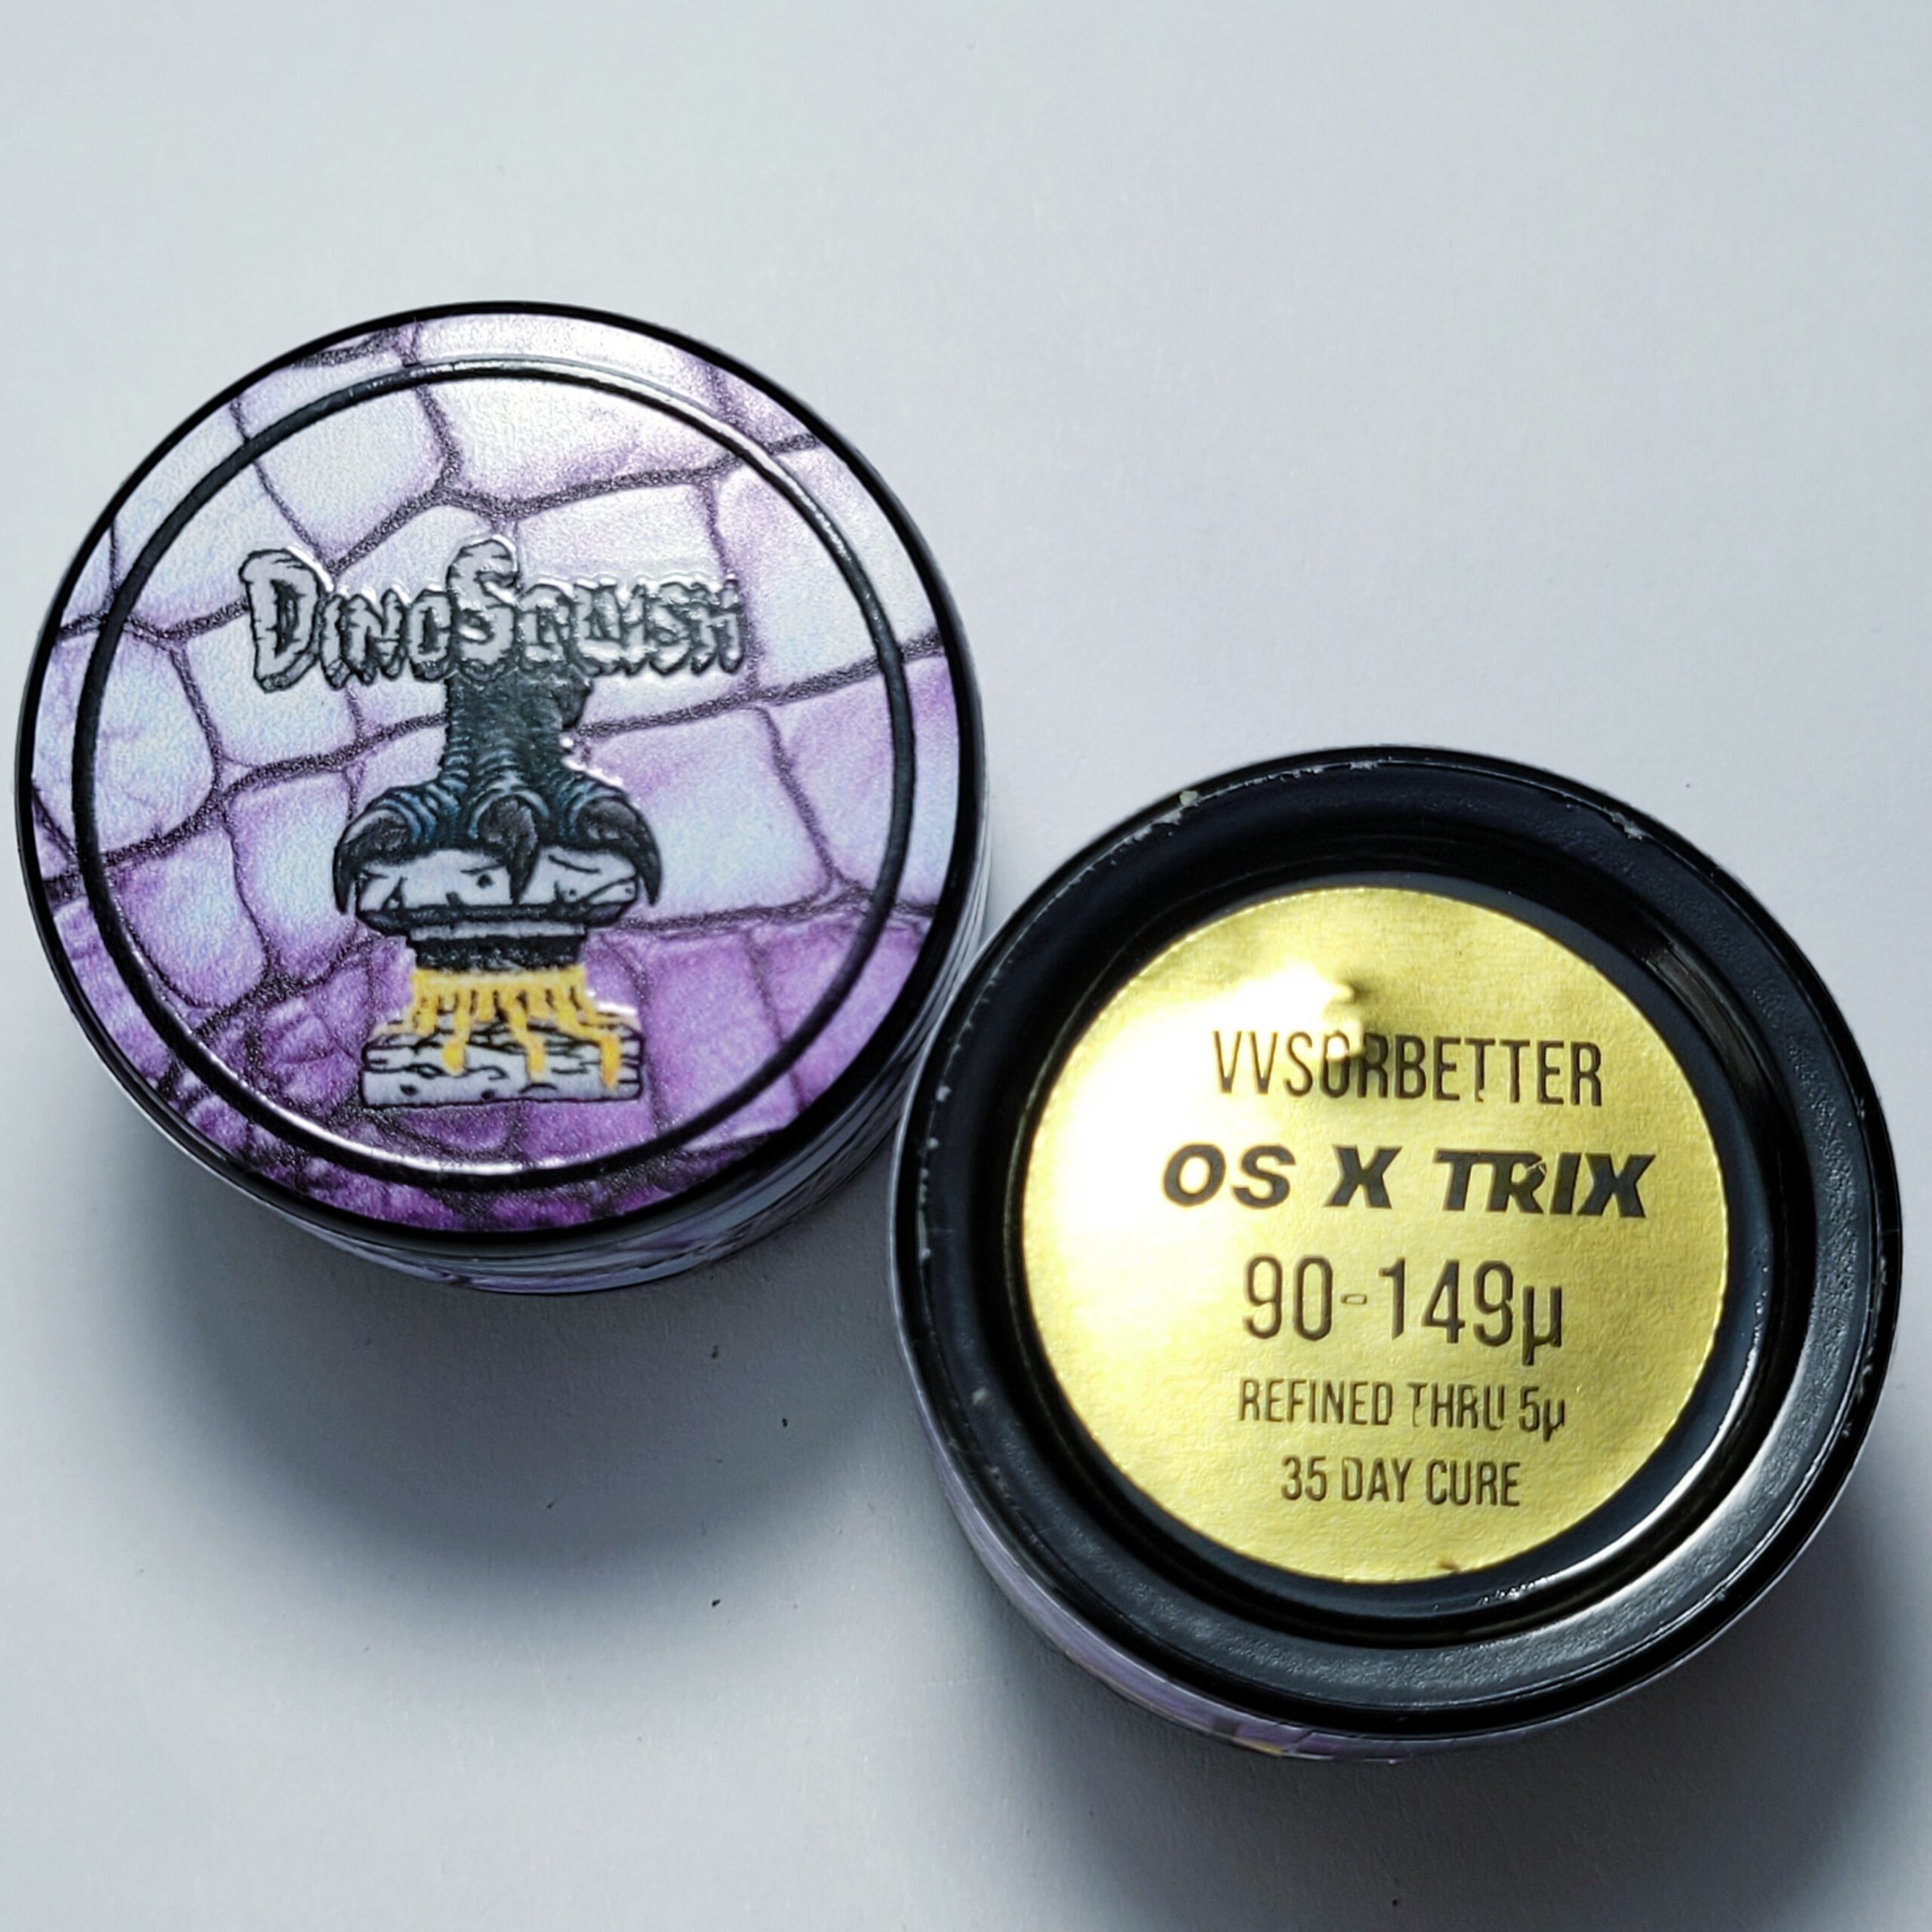 DINOSQUISH
VVSORBETTER
OS X TRIX
90-149µ
REFINED THRU 5µ
35 DAY CURE